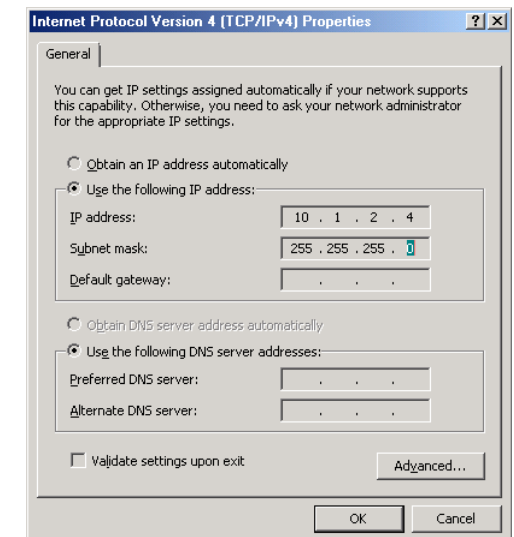 Internet Protocol Version 4 (TCP/IPv4) Properties ? X
General
You can get IP settings assigned automatically if your network supports
this capability. Otherwise, you need to ask your network administrator
for the appropriate IP settings.
Obtain an IP address automatically
Use the following IP address:
IP address: 10 . 1 . 2 . 4
Subnet mask: 255 . 255 . 255 . 0
Default gateway: . . .
Obtain DNS server address automatically
Use the following DNS server addresses:
Preferred DNS server: . . .
Alternate DNS server: . . .
Validate settings upon exit
Advanced...
OK Cancel